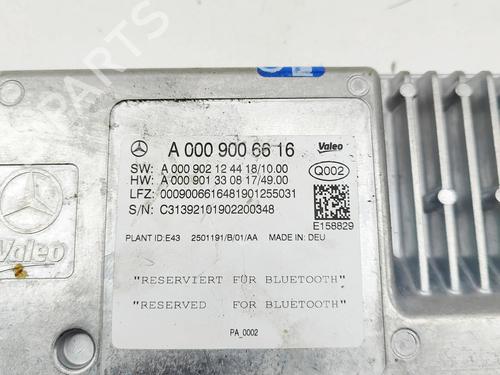 A 000 900 66 16
Valeo
SW: A 000 902 12 44 18/10.00
HW: A 000 901 33 08 17/49.00
Q002
LFZ: 0009006616481901255031
S/N: C31392101902200348
E158829
PLANT ID:E43 2501191/B/01/AA MADE IN: DEU
"RESERVIERT FÜR BLUETOOTH"
"RESERVED FOR BLUETOOTH"
PA_0002
Valeo
B-PARTS